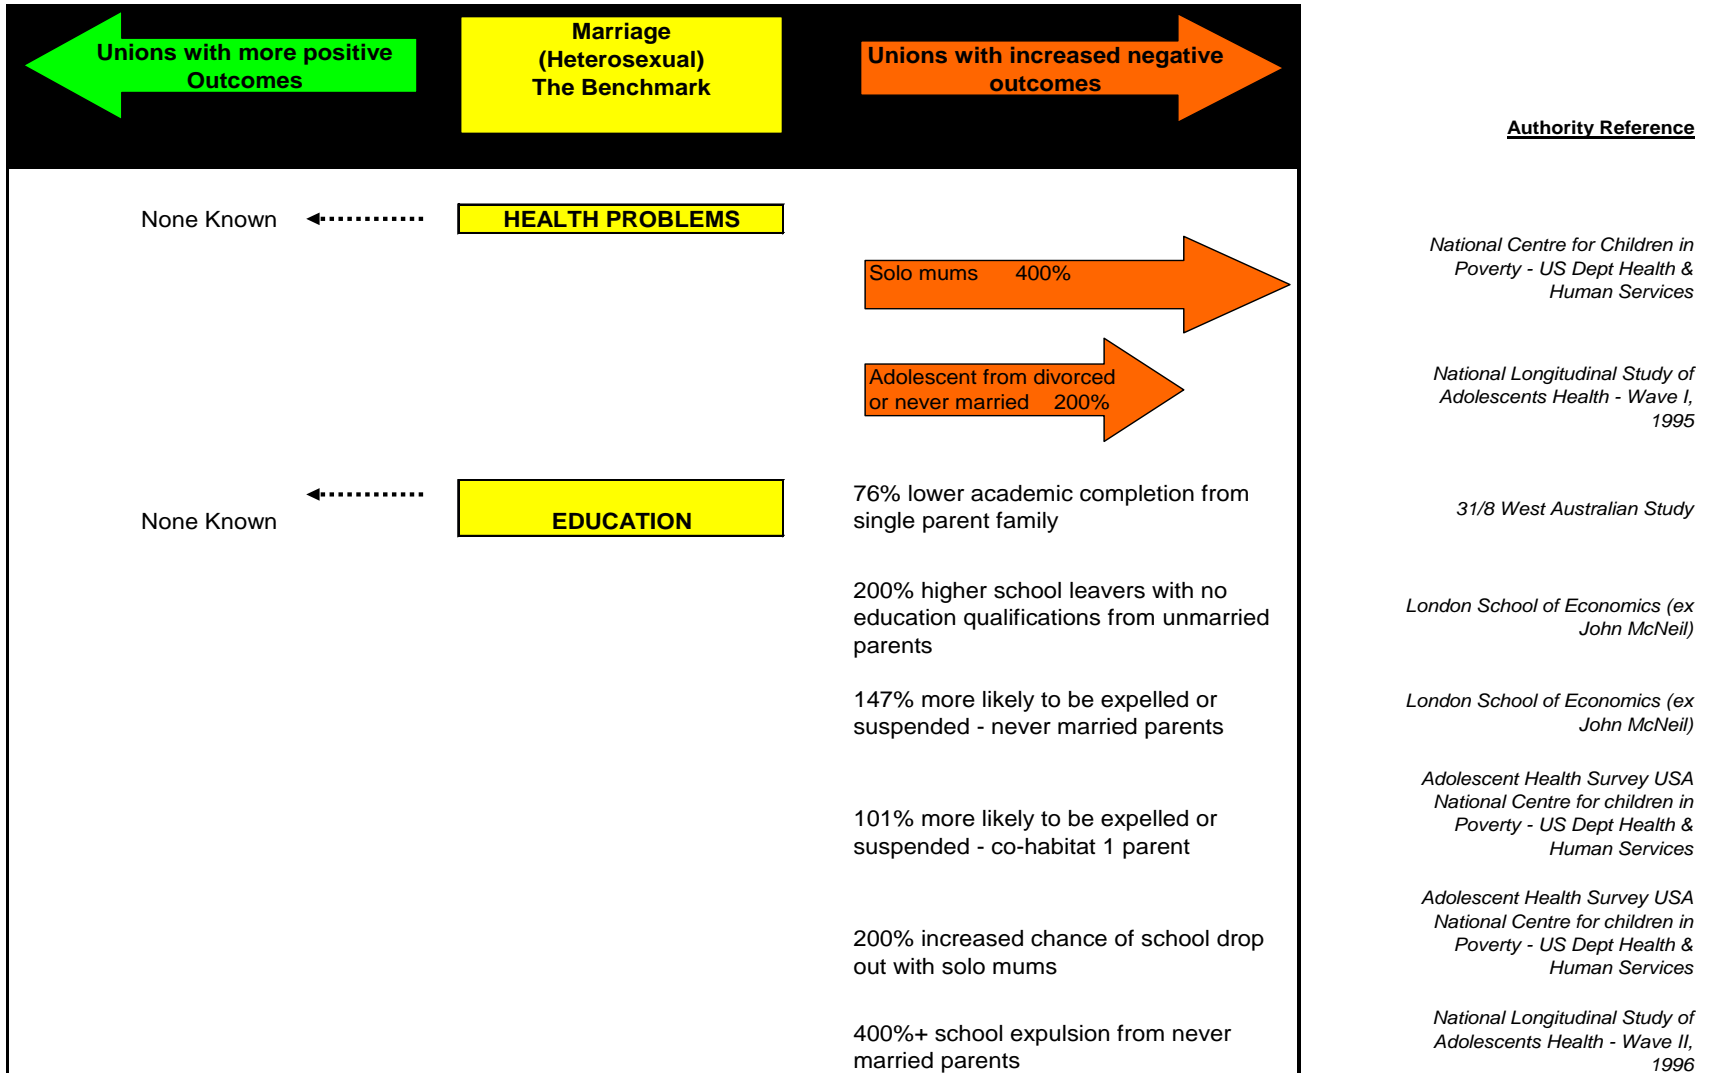 Unions with more positive
Outcomes
Marriage
(Heterosexual)
The Benchmark
Unions with increased negative
outcomes
Authority Reference
None Known
HEALTH PROBLEMS
Solo mums 400%
National Centre for Children in
Poverty - US Dept Health &
Human Services
Adolescent from divorced
or never married 200%
National Longitudinal Study of
Adolescents Health - Wave I,
1995
None Known
EDUCATION
76% lower academic completion from
single parent family
31/8 West Australian Study
200% higher school leavers with no
education qualifications from unmarried
parents
London School of Economics (ex
John McNeil)
147% more likely to be expelled or
suspended - never married parents
London School of Economics (ex
John McNeil)
101% more likely to be expelled or
suspended - co-habitat 1 parent
Adolescent Health Survey USA
National Centre for children in
Poverty - US Dept Health &
Human Services
200% increased chance of school drop
out with solo mums
Adolescent Health Survey USA
National Centre for children in
Poverty - US Dept Health &
Human Services
400%+ school expulsion from never
married parents
National Longitudinal Study of
Adolescents Health - Wave II,
1996